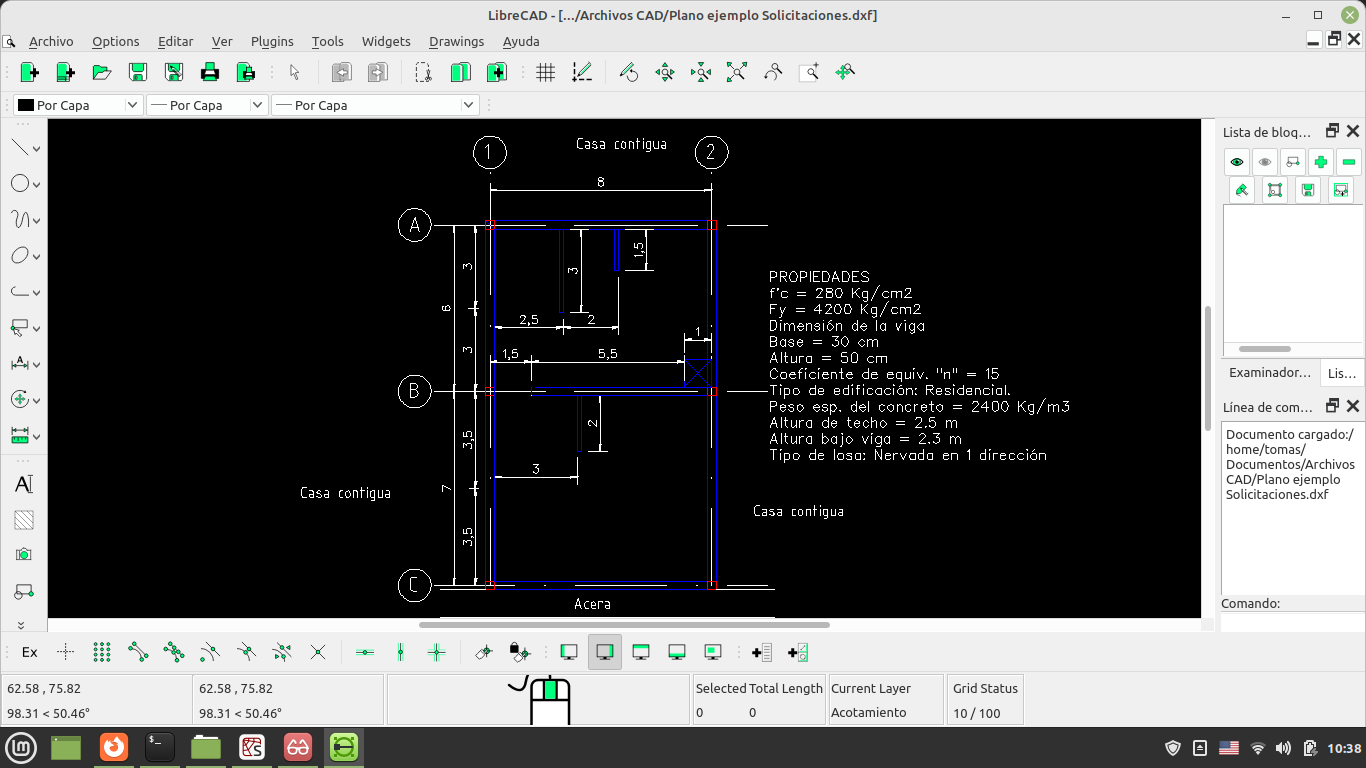 LibreCAD - [.../Archivos CAD/Plano ejemplo Solicitaciones.dxf]
Archivo Options Editar Ver Plugins Tools Widgets Drawings Ayuda
Por Capa Por Capa Por Capa
Casa contigua
1 2
8
A
3
3
1,5
6
2,5 2
3
1
1,5 5,5
B
3,5
2
3
7
3,5
C
Casa contigua
Casa contigua
Acera
PROPIEDADES
f'c = 280 Kg/cm2
Fy = 4200 Kg/cm2
Dimensión de la viga
Base = 30 cm
Altura = 50 cm
Coeficiente de equiv. "n" = 15
Tipo de edificación: Residencial.
Peso esp. del concreto = 2400 Kg/m3
Altura de techo = 2.5 m
Altura bajo viga = 2.3 m
Tipo de losa: Nervada en 1 dirección
Lista de bloq...
Examinador... Lis...
Línea de com...
Documento cargado:/
home/tomas/
Documentos/Archivos
CAD/Plano ejemplo
Solicitaciones.dxf
Comando:
A
Ex
62.58 , 75.82
98.31 < 50.46°
62.58 , 75.82
98.31 < 50.46°
Selected Total Length
0 0
Current Layer
Acotamiento
Grid Status
10 / 100
10:38